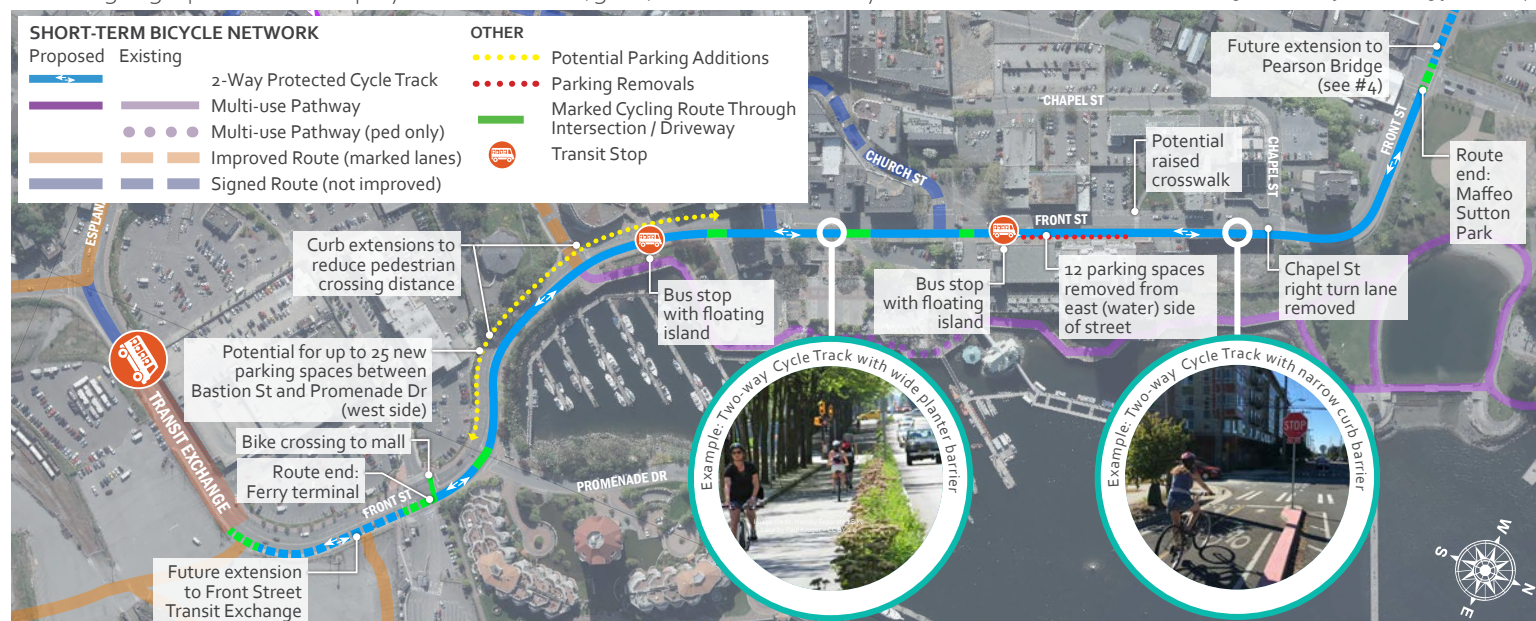 SHORT-TERM BICYCLE NETWORK
Proposed Existing
2-Way Protected Cycle Track
Multi-use Pathway
Multi-use Pathway (ped only)
Improved Route (marked lanes)
Signed Route (not improved)
OTHER
Potential Parking Additions
Parking Removals
Marked Cycling Route Through
Intersection / Driveway
Transit Stop
Future extension to
Pearson Bridge
(see #4)
CHAPEL ST
FRONT ST
Potential
raised
crosswalk
CHAPEL ST
Route
end:
Maffeo
Sutton
Park
CHURCH ST
FRONT ST
Curb extensions to
reduce pedestrian
crossing distance
Bus stop
with floating
island
Bus stop
with floating
island
12 parking spaces
removed from
east (water) side
of street
Chapel St
right turn lane
removed
Potential for up to 25 new
parking spaces between
Bastion St and Promenade Dr
(west side)
Bike crossing to mall
Route end:
Ferry terminal
TRANSIT EXCHANGE
FRONT ST
PROMENADE DR
Future extension
to Front Street
Transit Exchange
Example: Two-way Cycle Track with wide planter barrier
Example: Two-way Cycle Track with narrow curb barrier
STOP
W
S
N
E